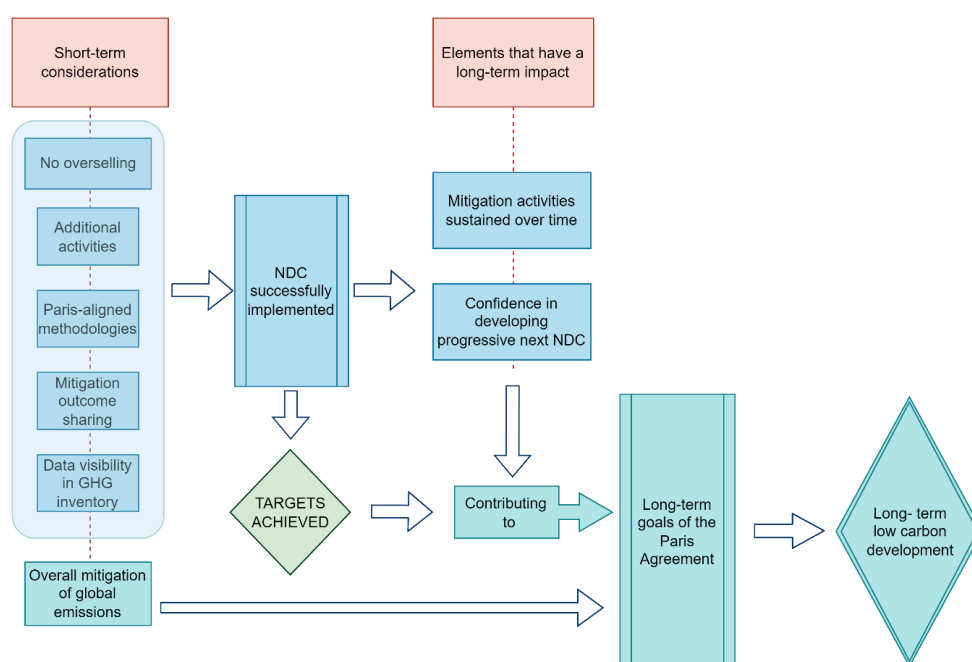 Short-term
considerations
Elements that have a
long-term impact
No overselling
Additional
activities
Paris-aligned
methodologies
Mitigation
outcome
sharing
Data visibility
in GHG
inventory
Overall mitigation
of global
emissions
NDC
successfully
implemented
TARGETS
ACHIEVED
Mitigation activities
sustained over time
Confidence in
developing
progressive next NDC
Contributing
to
Long-term
goals of the
Paris
Agreement
Long- term
low carbon
development